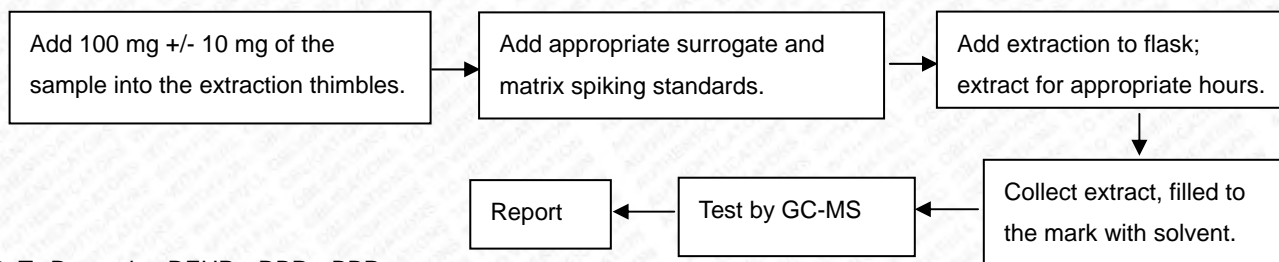 Add 100 mg +/- 10 mg of the
sample into the extraction thimbles.
Add appropriate surrogate and
matrix spiking standards.
Add extraction to flask;
extract for appropriate hours.
Collect extract, filled to
the mark with solvent.
Test by GC-MS
Report